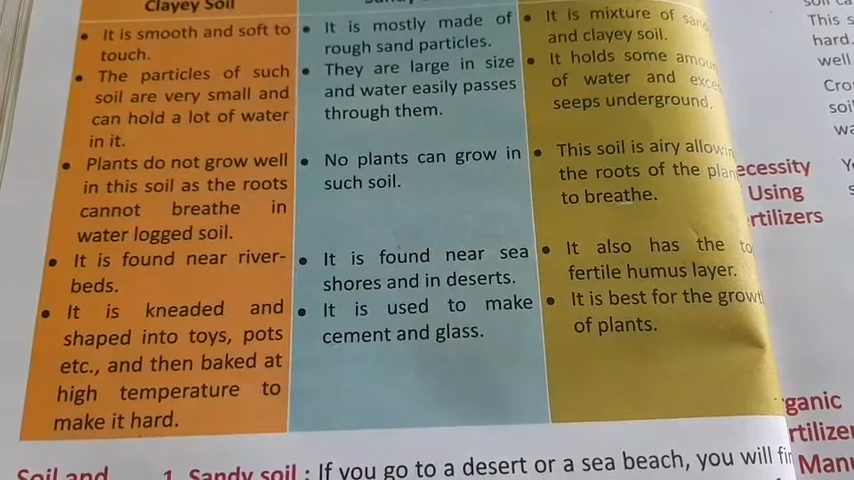 Clayey Soil
• It is smooth and soft to
touch.
• The particles of such
soil are very small and
can hold a lot of water
in it.
• Plants do not grow well
in this soil as the roots
cannot breathe in
water logged soil.
• It is found near river-
beds.
• It is kneaded and
shaped into toys, pots
etc., and then baked at
high temperature to
make it hard.
• It is mostly made of
rough sand particles.
• They are large in size
and water easily passes
through them.
• No plants can grow in
such soil.
• It is found near sea
shores and in deserts.
• It is used to make
cement and glass.
• It is mixture of
and clayey soil.
• It holds some
of water and
seeps underground.
• This soil is airy
the roots of the
to breathe.
• It also has the
fertile humus layer.
• It is best for the
of plants.
Soil and
1. Sandy soil : If you go to a desert or a sea beach, you will
This
hard.
well
Using